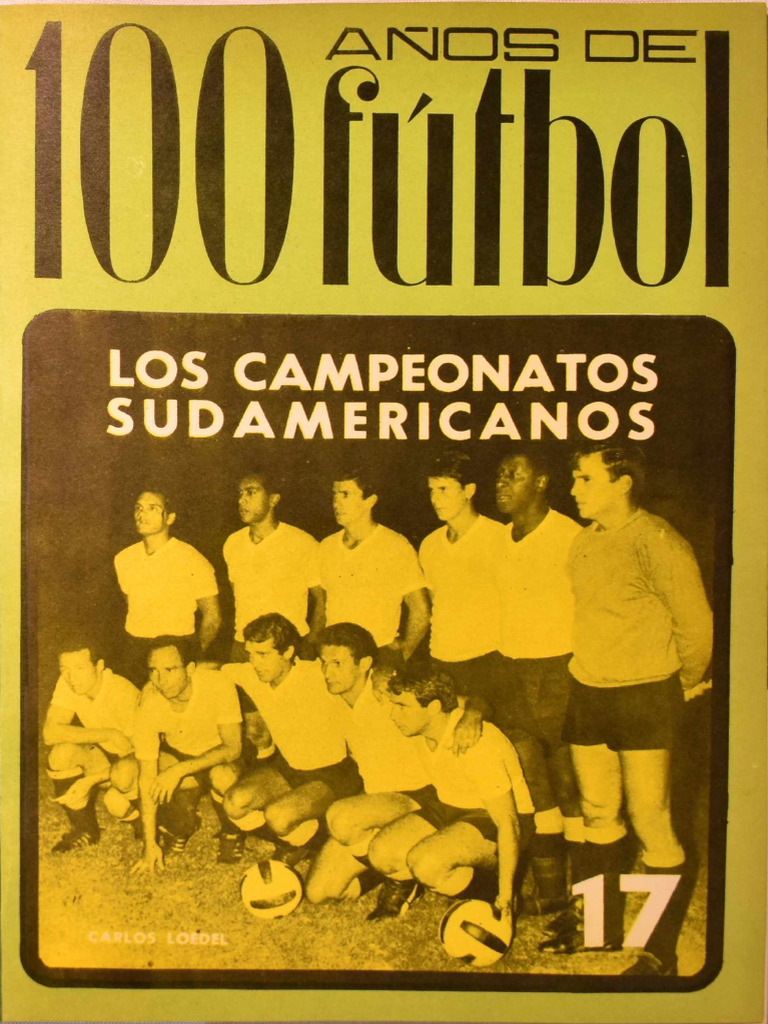 100 AÑOS DE
fútbol
LOS CAMPEONATOS
SUDAMERICANOS
17
CARLOS LOEDEL